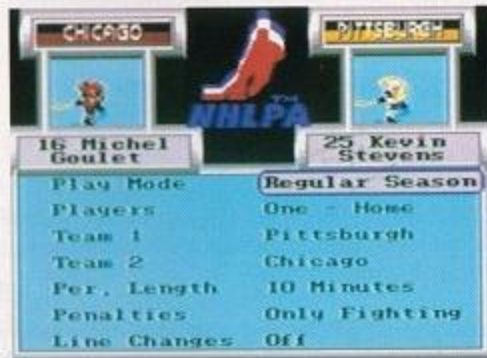 CHICAGO
PITTSBURGH
TM
NHLPA
16 Michel
Goulet
25 Kevin
Stevens
Play Mode Regular Season
Players One - Home
Team 1 Pittsburgh
Team 2 Chicago
Per. Length 10 Minutes
Penalties Only Fighting
Line Changes Off